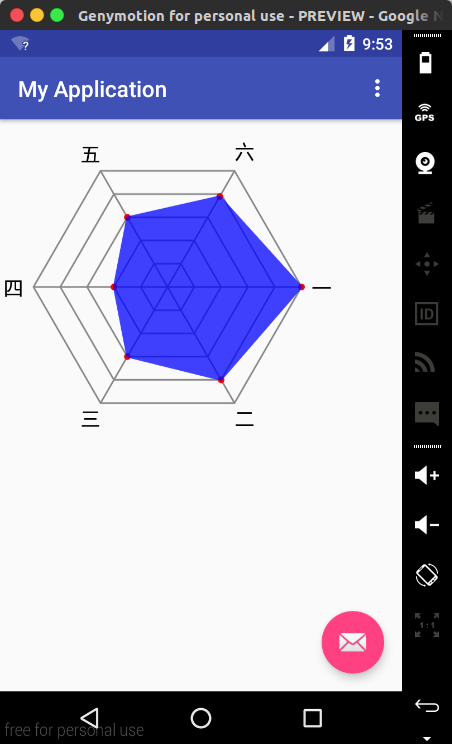 Genymotion for personal use - PREVIEW - Google N
9:53
My Application
五 六
四 一
三 二
GPS
ID
1:1
free for personal use